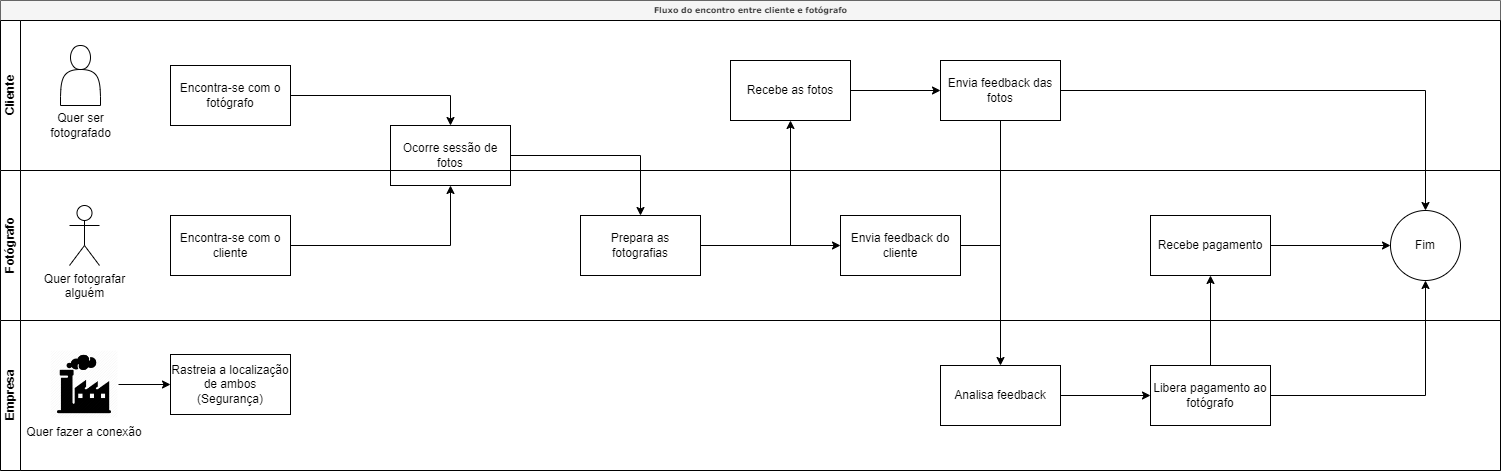 Fluxo do encontro entre cliente e fotógrafo
Cliente
Quer ser
fotografado
Encontra-se com o
fotógrafo
Ocorre sessão de
fotos
Recebe as fotos
Envia feedback das
fotos
Fotógrafo
Quer fotografar
alguém
Encontra-se com o
cliente
Prepara as
fotografias
Envia feedback do
cliente
Recebe pagamento
Fim
Empresa
Quer fazer a conexão
Rastreia a localização
de ambos
(Segurança)
Analisa feedback
Libera pagamento ao
fotógrafo